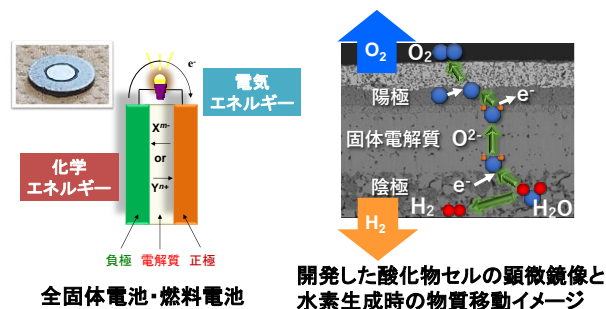 e-
電気
エネルギー
Xm-
or
Yn+
化学
エネルギー
負極 電解質 正極
全固体電池・燃料電池
O2
O2
陽極
e-
固体電解質
O2-
陰極
e-
H2
H2O
H2
開発した酸化物セルの顕微鏡像と
水素生成時の物質移動イメージ